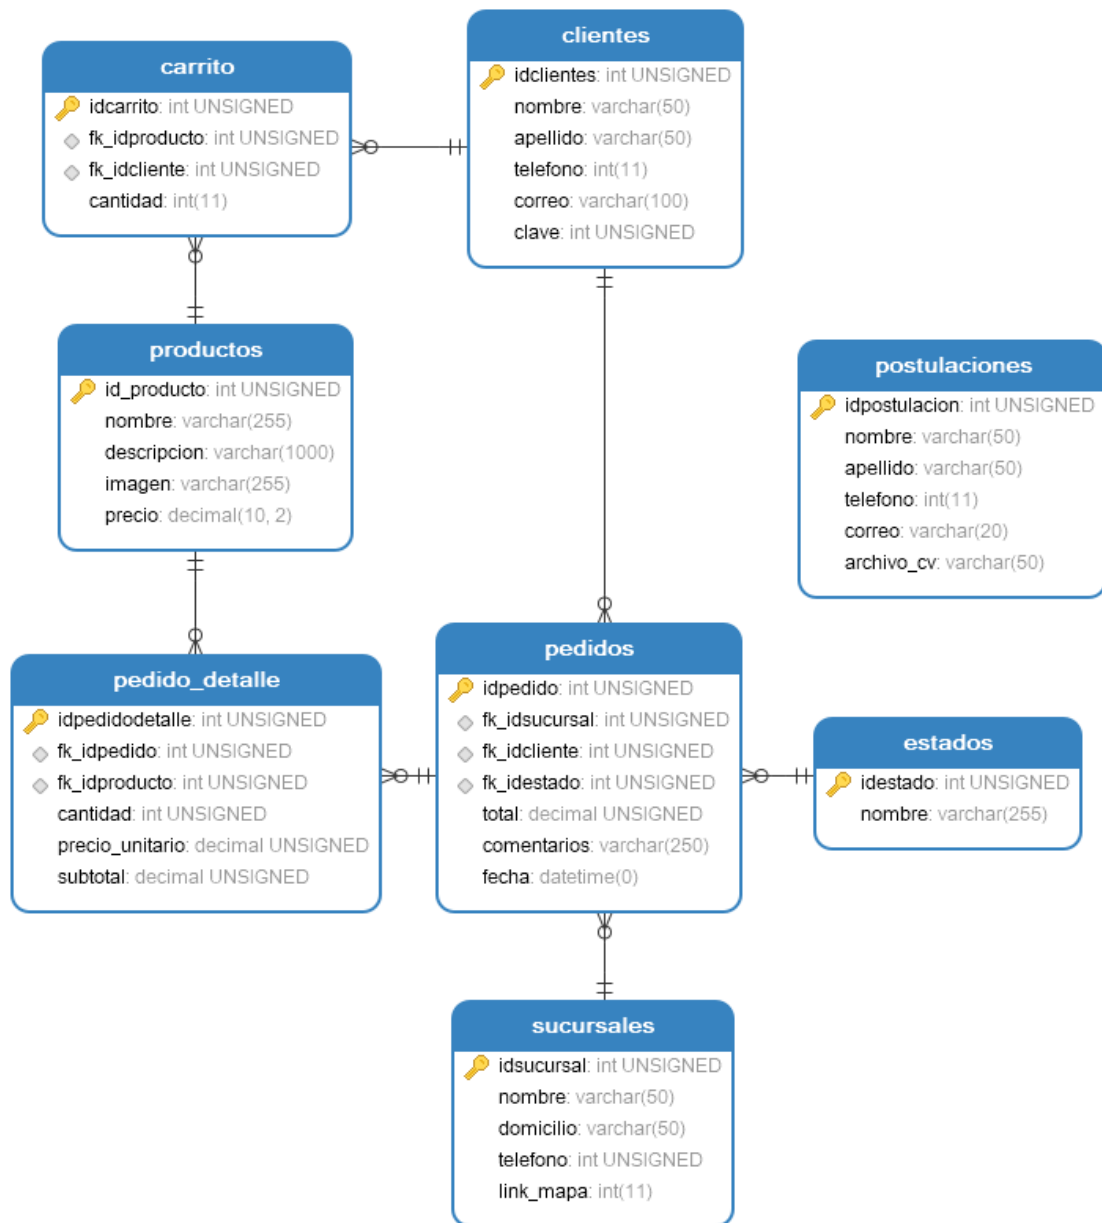 carrito
idcarrito: int UNSIGNED
fk_idproducto: int UNSIGNED
fk_idcliente: int UNSIGNED
cantidad: int(11)
clientes
idclientes: int UNSIGNED
nombre: varchar(50)
apellido: varchar(50)
telefono: int(11)
correo: varchar(100)
clave: int UNSIGNED
productos
id_producto: int UNSIGNED
nombre: varchar(255)
descripcion: varchar(1000)
imagen: varchar(255)
precio: decimal(10, 2)
postulaciones
idpostulacion: int UNSIGNED
nombre: varchar(50)
apellido: varchar(50)
telefono: int(11)
correo: varchar(20)
archivo_cv: varchar(50)
pedido_detalle
idpedidodetalle: int UNSIGNED
fk_idpedido: int UNSIGNED
fk_idproducto: int UNSIGNED
cantidad: int UNSIGNED
precio_unitario: decimal UNSIGNED
subtotal: decimal UNSIGNED
pedidos
idpedido: int UNSIGNED
fk_idsucursal: int UNSIGNED
fk_idcliente: int UNSIGNED
fk_idestado: int UNSIGNED
total: decimal UNSIGNED
comentarios: varchar(250)
fecha: datetime(0)
estados
idestado: int UNSIGNED
nombre: varchar(255)
sucursales
idsucursal: int UNSIGNED
nombre: varchar(50)
domicilio: varchar(50)
telefono: int UNSIGNED
link_mapa: int(11)